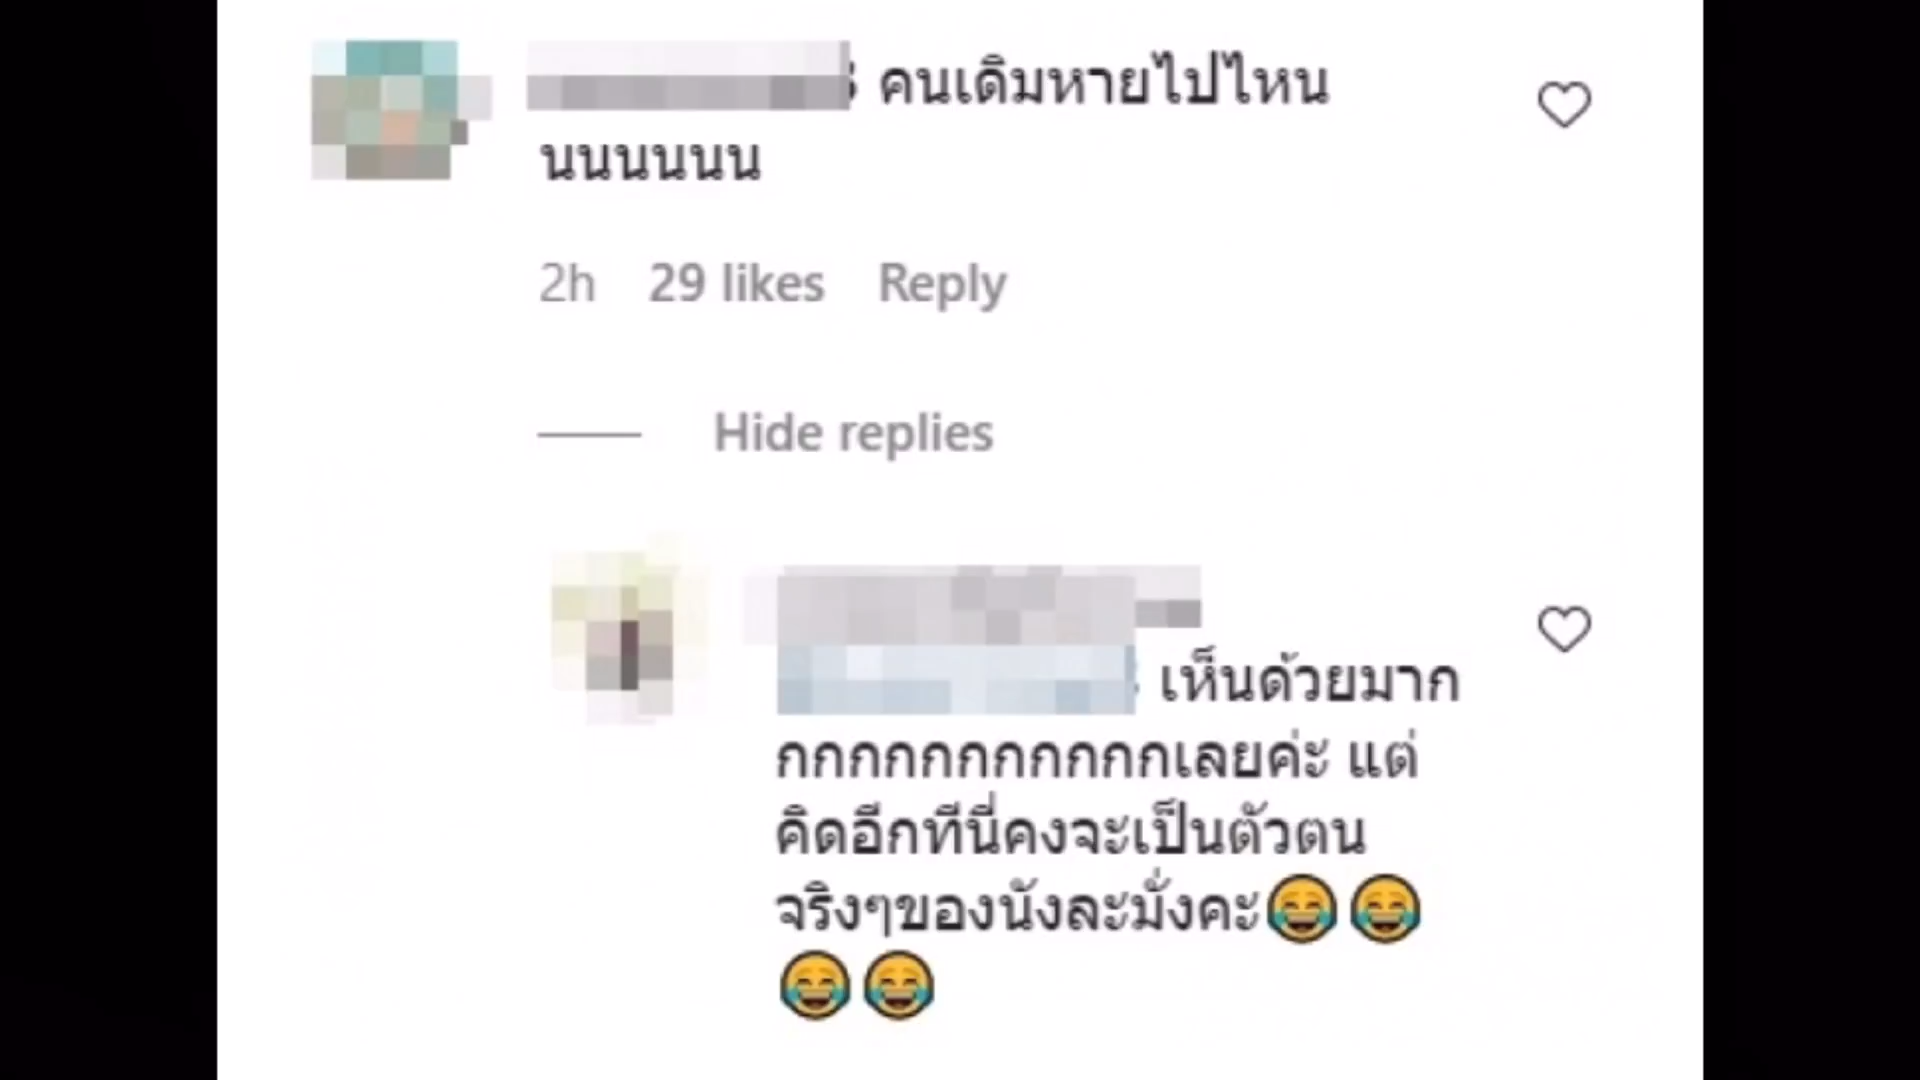 คนเดิมหายไปไหน
นนนนนน
2h 29 likes Reply
Hide replies
เห็นด้วยมาก
กกกกกกกกกกกเลยค่ะ แต่
คิดอีกทีนี่คงจะเป็นตัวตน
จริงๆของนังละมั่งคะ😂😂
😂😂